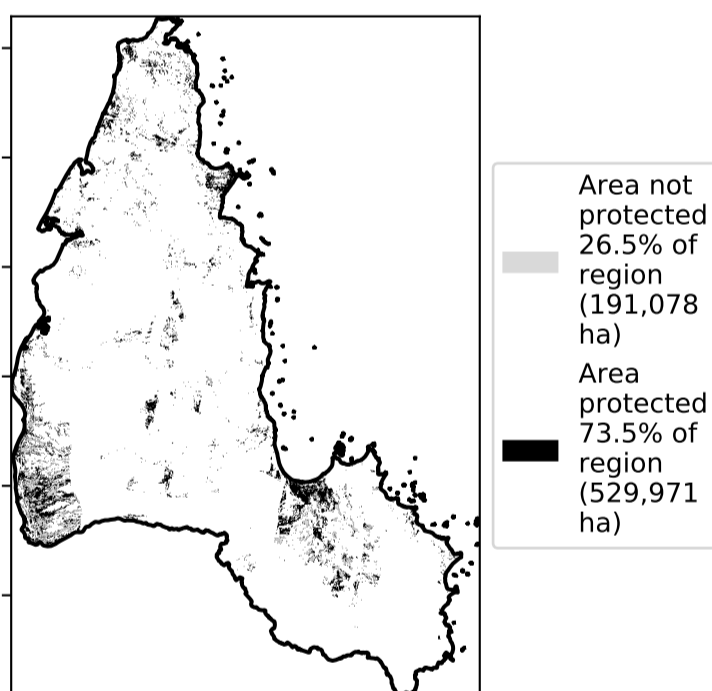 Area not
protected
26.5% of
region
(191,078
ha)
Area
protected
73.5% of
region
(529,971
ha)